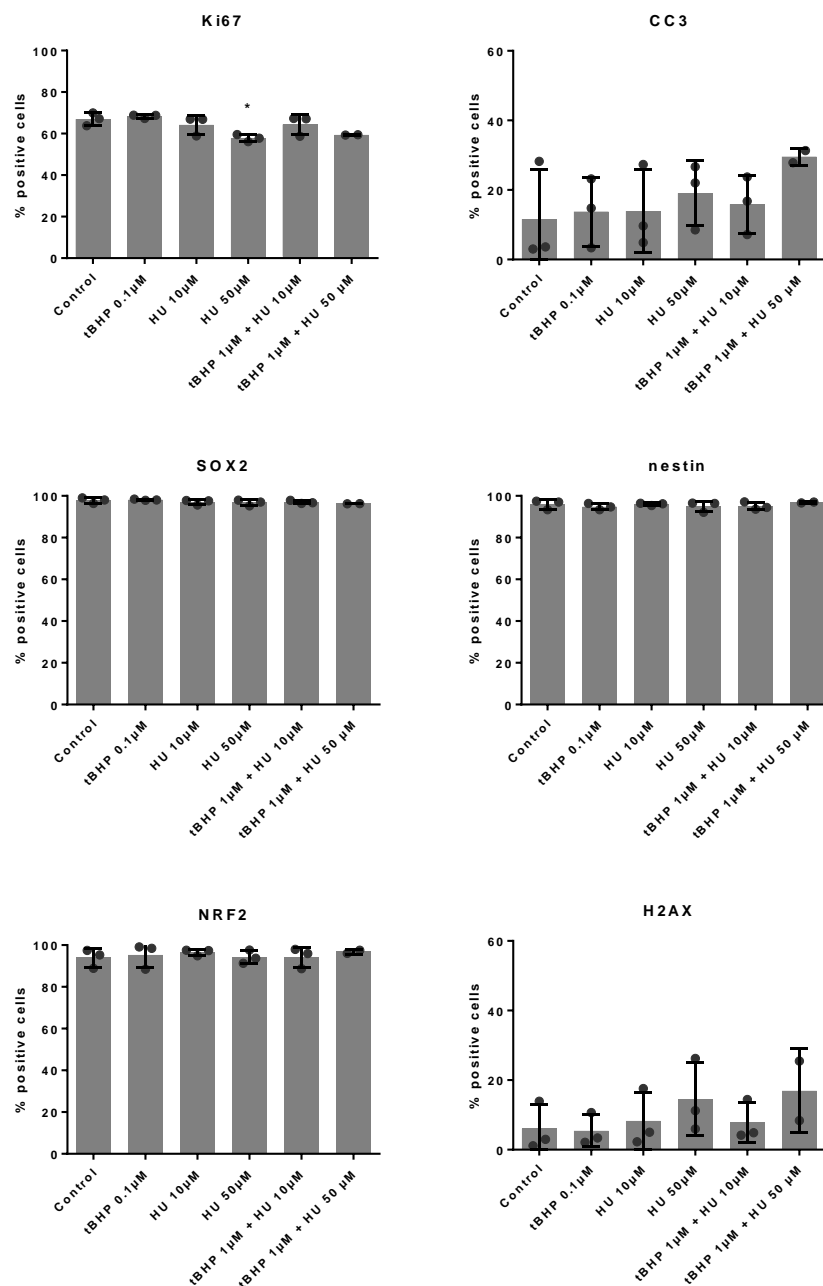 Ki67
100
80
60
40
20
0
% positive cells
*
Control
tBHP 0.1µM
HU 10µM
HU 50µM
tBHP 1µM + HU 10µM
tBHP 1µM + HU 50 µM
CC3
60
40
20
0
% positive cells
Control
tBHP 0.1µM
HU 10µM
HU 50µM
tBHP 1µM + HU 10µM
tBHP 1µM + HU 50 µM
SOX2
100
80
60
40
20
0
% positive cells
Control
tBHP 0.1µM
HU 10µM
HU 50µM
tBHP 1µM + HU 10µM
tBHP 1µM + HU 50 µM
nestin
100
80
60
40
20
0
% positive cells
Control
tBHP 0.1µM
HU 10µM
HU 50µM
tBHP 1µM + HU 10µM
tBHP 1µM + HU 50 µM
NRF2
100
80
60
40
20
0
% positive cells
Control
tBHP 0.1µM
HU 10µM
HU 50µM
tBHP 1µM + HU 10µM
tBHP 1µM + HU 50 µM
H2AX
60
40
20
0
% positive cells
Control
tBHP 0.1µM
HU 10µM
HU 50µM
tBHP 1µM + HU 10µM
tBHP 1µM + HU 50 µM